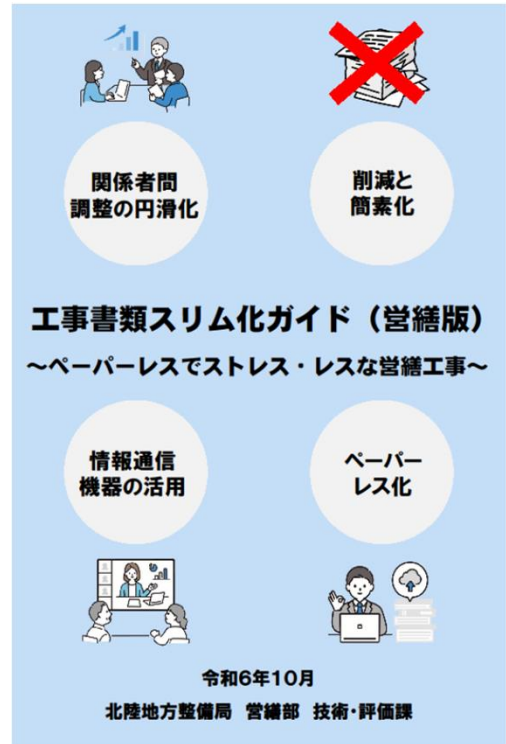 関係者間
調整の円滑化
削減と
簡素化
工事書類スリム化ガイド（営繕版）
～ペーパーレスでストレス・レスな営繕工事～
情報通信
機器の活用
ペーパー
レス化
令和6年10月
北陸地方整備局 営繕部 技術・評価課